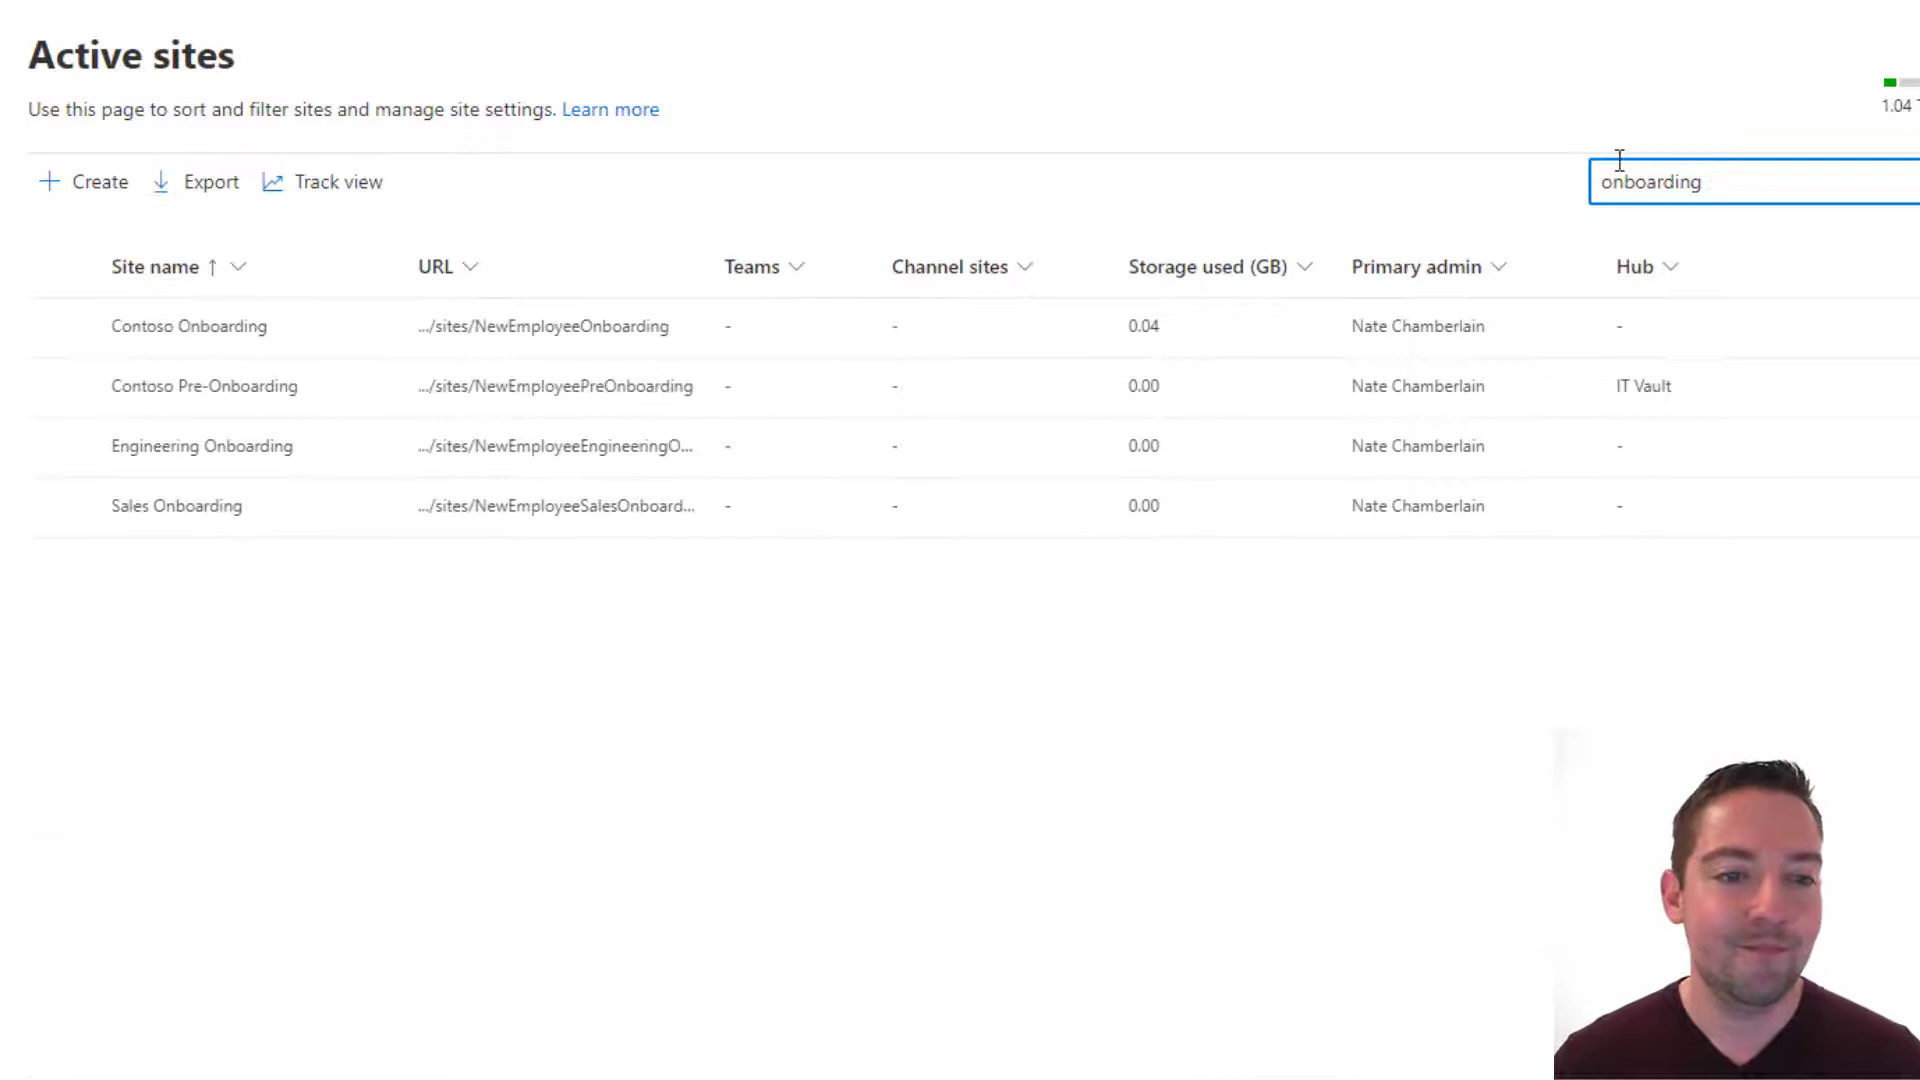 Active sites
Use this page to sort and filter sites and manage site settings. Learn more
1.04
Create Export Track view onboarding
Site name URL Teams Channel sites Storage used (GB) Primary admin Hub
Contoso Onboarding .../sites/NewEmployeeOnboarding - - 0.04 Nate Chamberlain -
Contoso Pre-Onboarding .../sites/NewEmployeePreOnboarding - - 0.00 Nate Chamberlain IT Vault
Engineering Onboarding .../sites/NewEmployeeEngineeringO... - - 0.00 Nate Chamberlain -
Sales Onboarding .../sites/NewEmployeeSalesOnboard... - - 0.00 Nate Chamberlain -